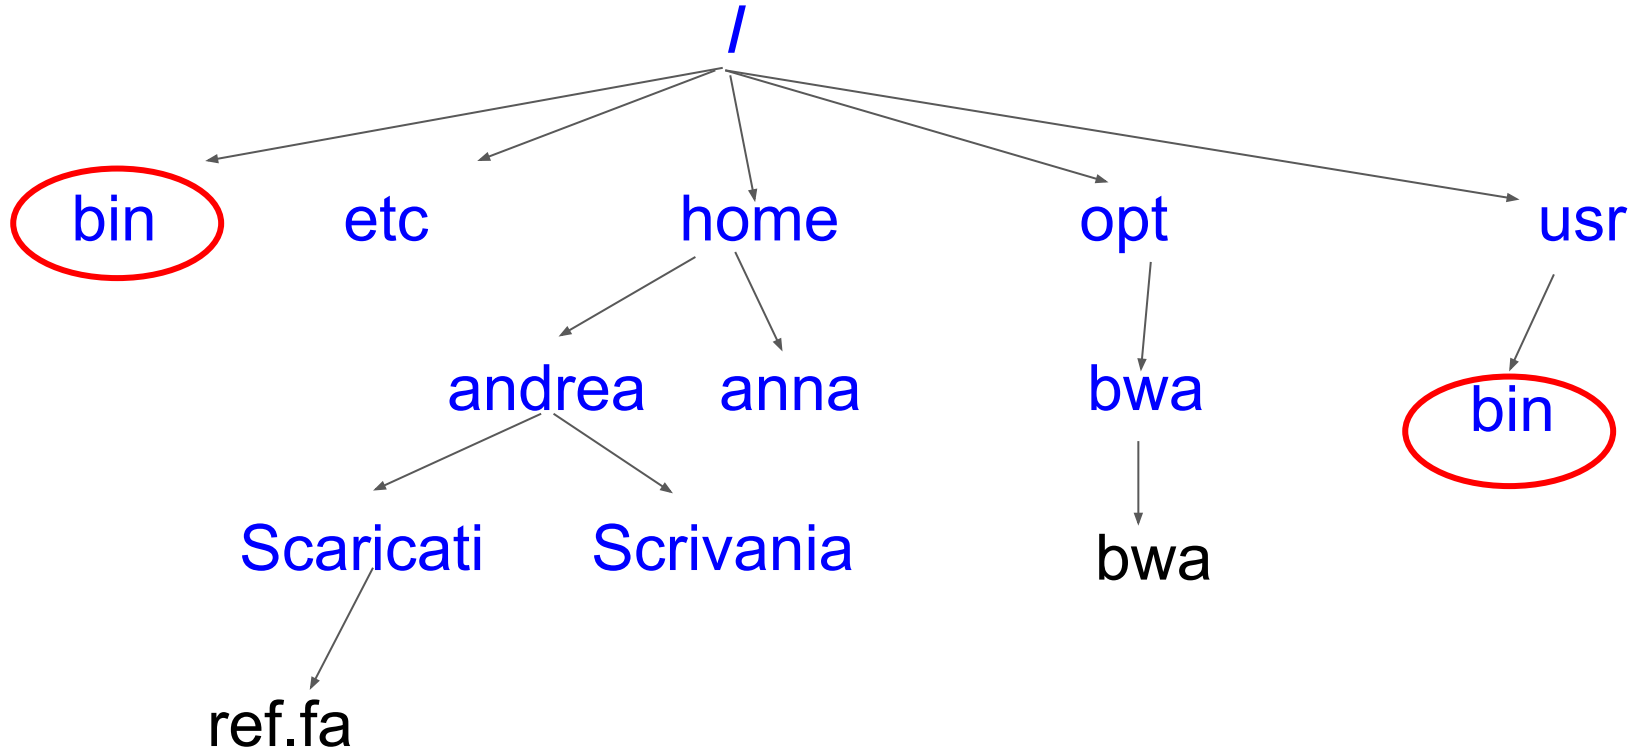 /
bin etc home opt usr
andrea anna bwa bin
Scaricati Scrivania bwa
ref.fa